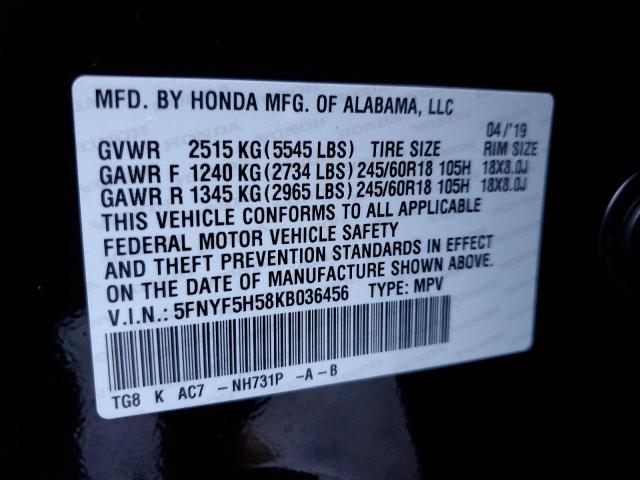 MFD. BY HONDA MFG. OF ALABAMA, LLC
04/'19
GVWR 2515 KG (5545 LBS) TIRE SIZE RIM SIZE
GAWR F 1240 KG (2734 LBS) 245/60R18 105H 18X8.0J
GAWR R 1345 KG (2965 LBS) 245/60R18 105H 18X8.0J
THIS VEHICLE CONFORMS TO ALL APPLICABLE
FEDERAL MOTOR VEHICLE SAFETY
AND THEFT PREVENTION STANDARDS IN EFFECT
ON THE DATE OF MANUFACTURE SHOWN ABOVE.
V.I.N.: 5FNYF5H58KB036456 TYPE: MPV
TG8 K AC7 -NH731P -A-B